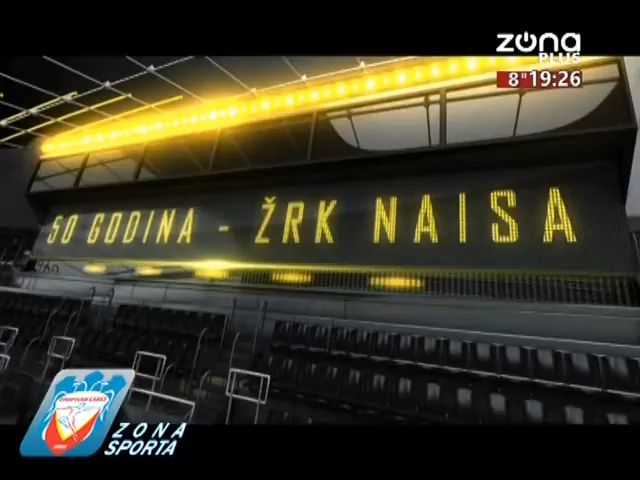 zona
PLUS
8° 19:26
50 GODINA - ŽRK NAISA
ZONA
SPORTA